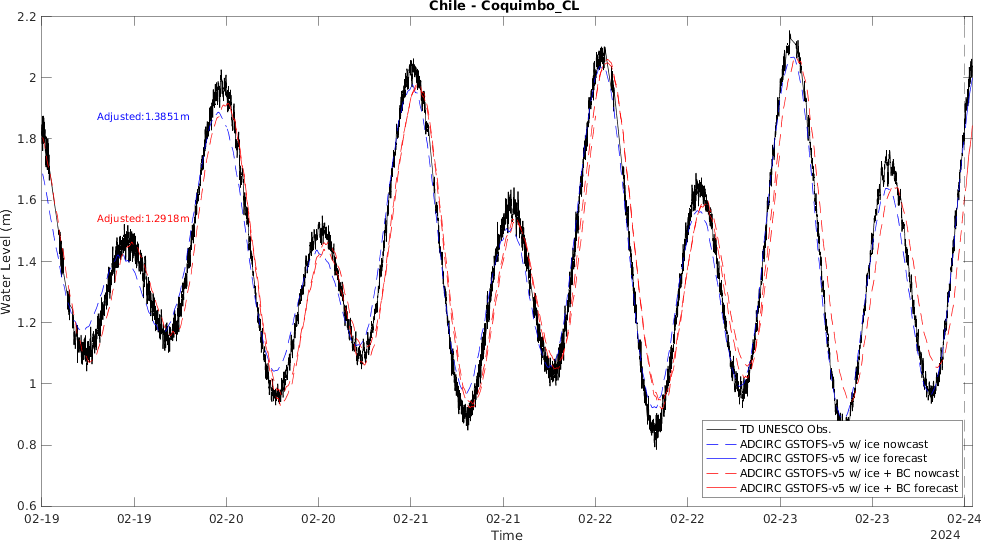 Chile - Coquimbo_CL
2.2
2
1.8
1.6
1.4
1.2
1
0.8
0.6
Water Level (m)
Adjusted:1.3851m
Adjusted:1.2918m
TD UNESCO Obs.
ADCIRC GSTOFS-v5 w/ ice nowcast
ADCIRC GSTOFS-v5 w/ ice forecast
ADCIRC GSTOFS-v5 w/ ice + BC nowcast
ADCIRC GSTOFS-v5 w/ ice + BC forecast
02-19 02-19 02-20 02-20 02-21 02-21 02-22 02-22 02-23 02-23 02-24
Time
2024